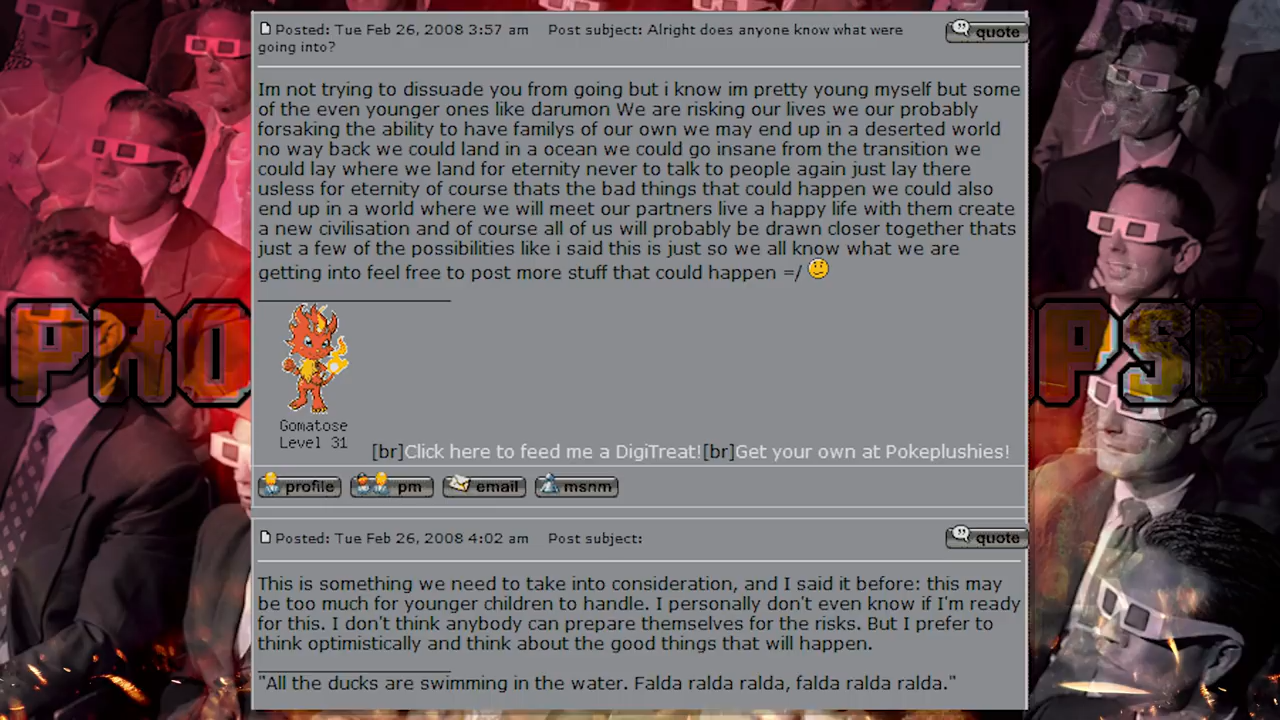 Posted: Tue Feb 26, 2008 3:57 am Post subject: Alright does anyone know what were
going into?
quote
Im not trying to dissuade you from going but i know im pretty young myself but some
of the even younger ones like darumon We are risking our lives we our probably
forsaking the ability to have familys of our own we may end up in a deserted world
no way back we could land in a ocean we could go insane from the transition we
could lay where we land for eternity never to talk to people again just lay there
usless for eternity of course thats the bad things that could happen we could also
end up in a world where we will meet our partners live a happy life with them create
a new civilisation and of course all of us will probably be drawn closer together thats
just a few of the possibilities like i said this is just so we all know what we are
getting into feel free to post more stuff that could happen =/
Gomatose
Level 31
[br]Click here to feed me a DigiTreat![br]Get your own at Pokeplushies!
profile pm email msnm
Posted: Tue Feb 26, 2008 4:02 am Post subject:
quote
This is something we need to take into consideration, and I said it before: this may
be too much for younger children to handle. I personally don't even know if I'm ready
for this. I don't think anybody can prepare themselves for the risks. But I prefer to
think optimistically and think about the good things that will happen.
"All the ducks are swimming in the water. Falda ralda ralda, falda ralda ralda."
PRO
PSE